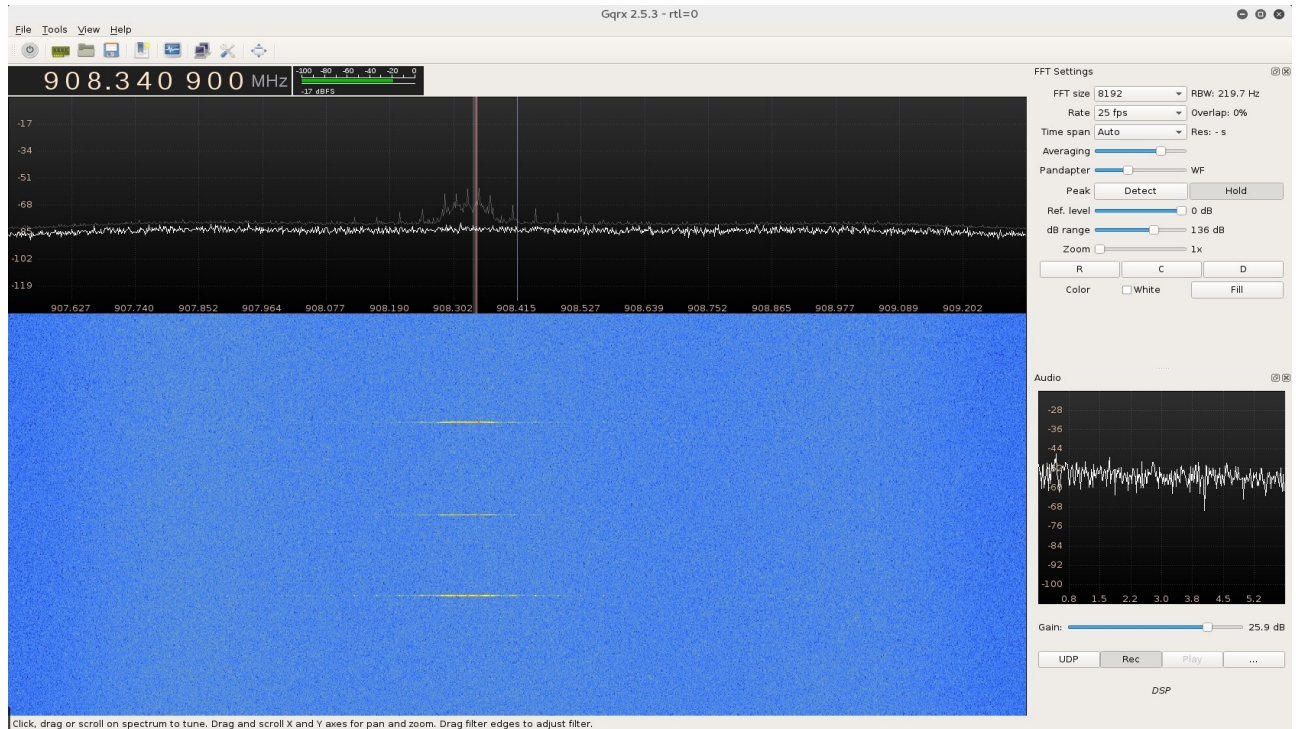 Gqrx 2.5.3 - rtl=0
File Tools View Help
908.340 900 MHz
-100 -80 -60 -40 -20 0
-17 dBFS
-17
-34
-51
-68
-85
-102
-119
907.627 907.740 907.852 907.964 908.077 908.190 908.302 908.415 908.527 908.639 908.752 908.865 908.977 909.089 909.202
Click, drag or scroll on spectrum to tune. Drag and scroll X and Y axes for pan and zoom. Drag filter edges to adjust filter.
FFT Settings
FFT size 8192 RBW: 219.7 Hz
Rate 25 fps Overlap: 0%
Time span Auto Res: - s
Averaging
Pandapter WF
Peak Detect Hold
Ref. level 0 dB
dB range 136 dB
Zoom 1x
R C D
Color White Fill
Audio
-28
-36
-44
-52
-60
-68
-76
-84
-92
-100
0.8 1.5 2.2 3.0 3.8 4.5 5.2
Gain: 25.9 dB
UDP Rec Play ...
DSP